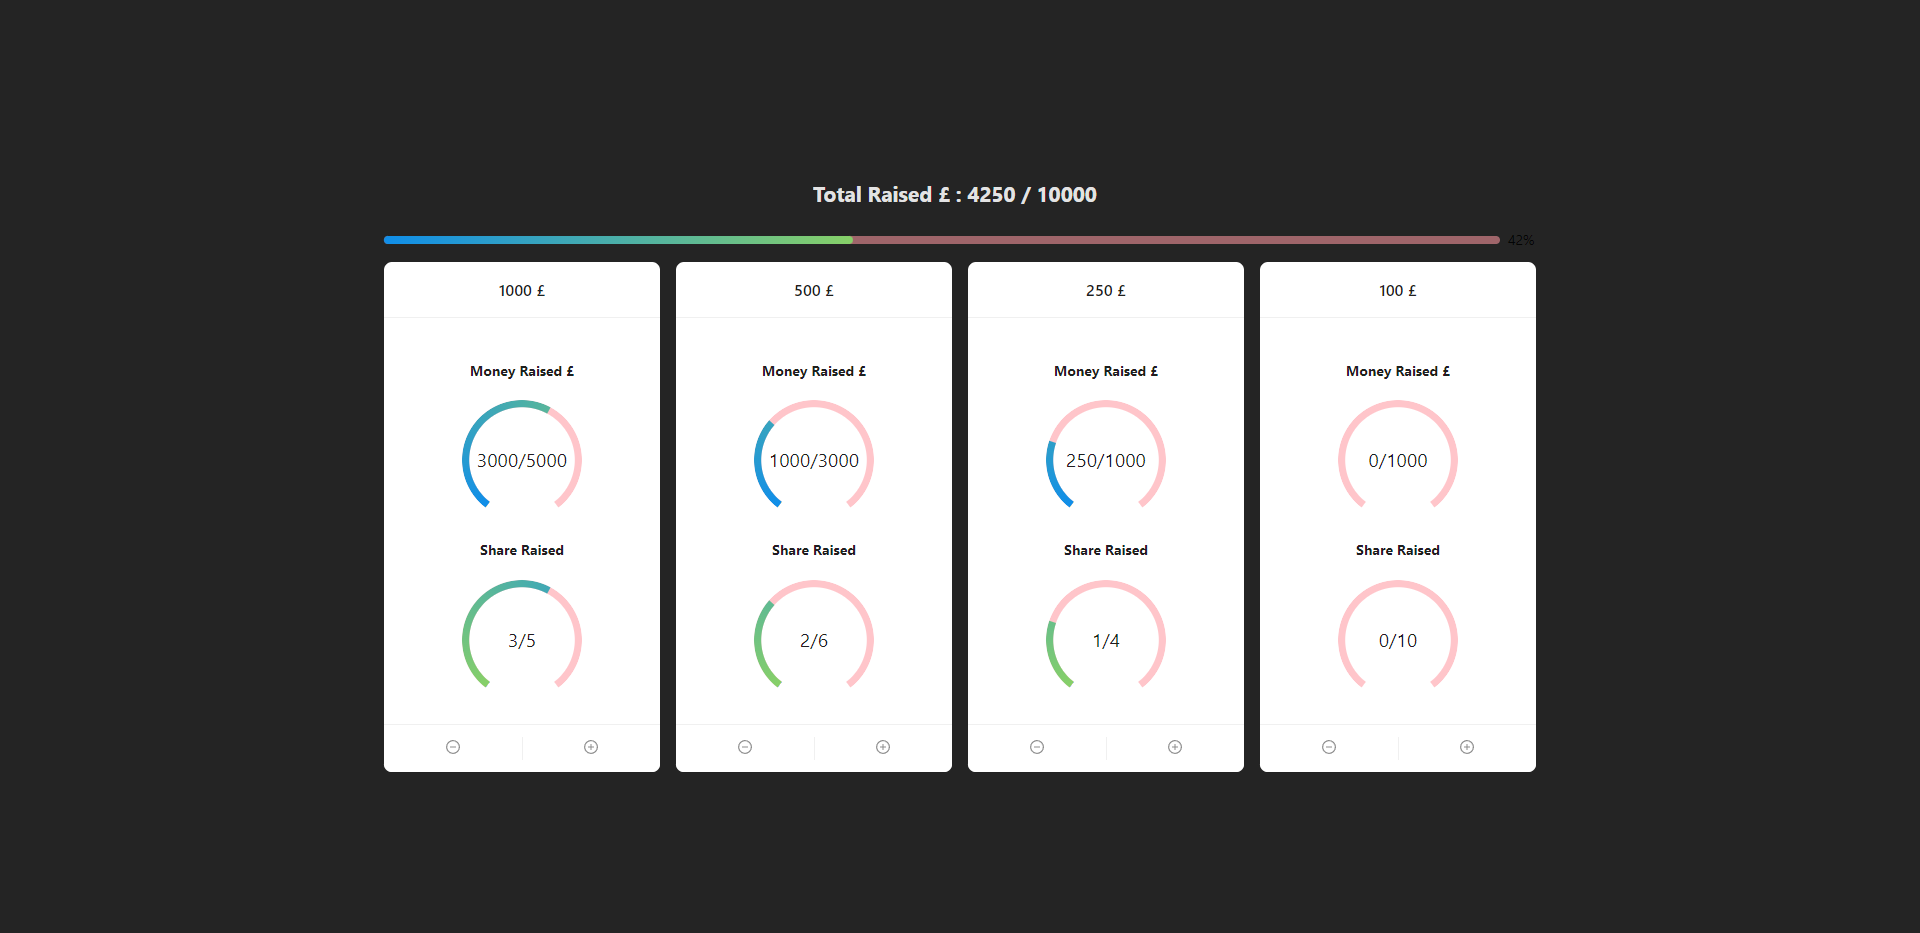 Total Raised £ : 4250 / 10000
42%
1000 £
Money Raised £
3000/5000
Share Raised
3/5
500 £
Money Raised £
1000/3000
Share Raised
2/6
250 £
Money Raised £
250/1000
Share Raised
1/4
100 £
Money Raised £
0/1000
Share Raised
0/10